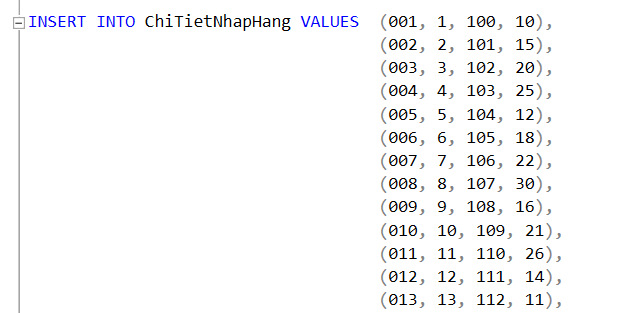 INSERT INTO ChiTietNhapHang VALUES (001, 1, 100, 10),
(002, 2, 101, 15),
(003, 3, 102, 20),
(004, 4, 103, 25),
(005, 5, 104, 12),
(006, 6, 105, 18),
(007, 7, 106, 22),
(008, 8, 107, 30),
(009, 9, 108, 16),
(010, 10, 109, 21),
(011, 11, 110, 26),
(012, 12, 111, 14),
(013, 13, 112, 11),